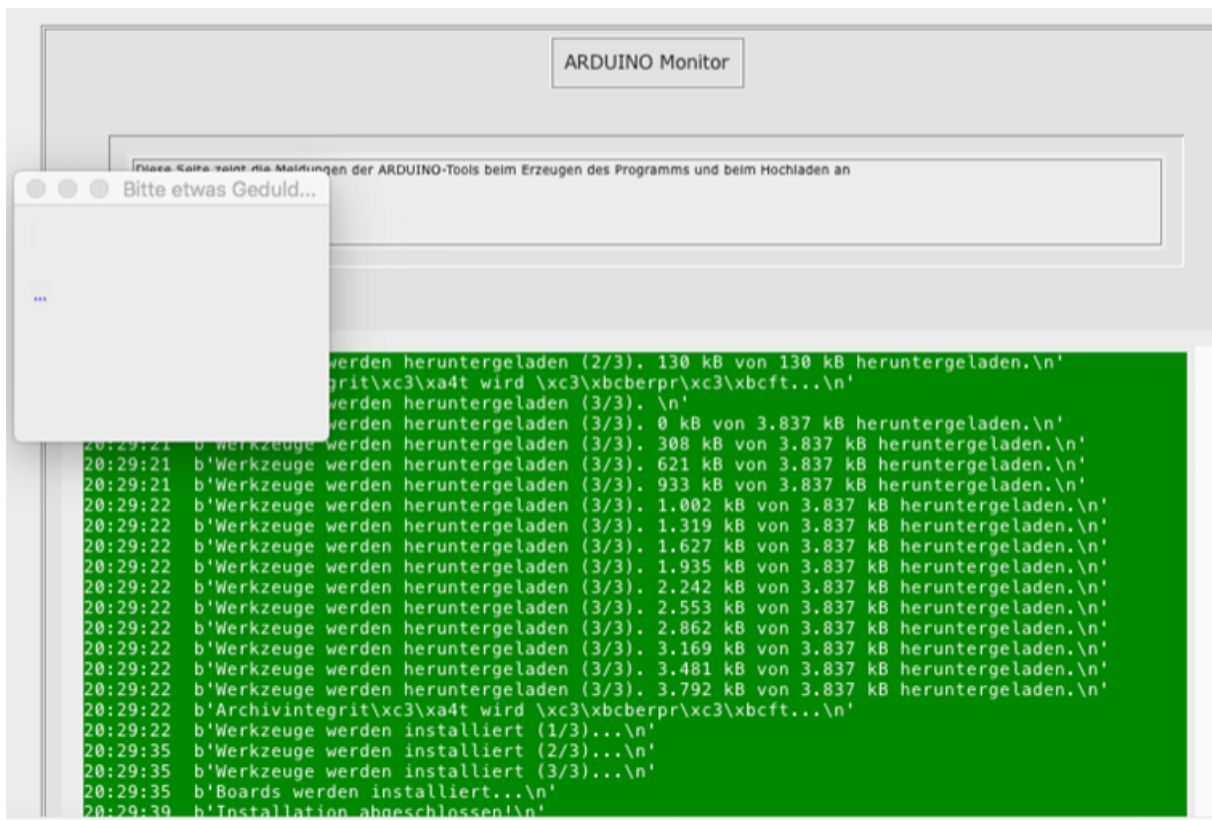 ARDUINO Monitor
Diese Seite zeigt die Meldungen der ARDUINO-Tools beim Erzeugen des Programms und beim Hochladen an
Bitte etwas Geduld...
...
werden heruntergeladen (2/3). 130 kB von 130 kB heruntergeladen.\n'
grit\xc3\xa4t wird \xc3\xbcberpr\xc3\xbcft...\n'
werden heruntergeladen (3/3). \n'
werden heruntergeladen (3/3). 0 kB von 3.837 kB heruntergeladen.\n'
20:29:21 b'Werkzeuge werden heruntergeladen (3/3). 308 kB von 3.837 kB heruntergeladen.\n'
20:29:21 b'Werkzeuge werden heruntergeladen (3/3). 621 kB von 3.837 kB heruntergeladen.\n'
20:29:21 b'Werkzeuge werden heruntergeladen (3/3). 933 kB von 3.837 kB heruntergeladen.\n'
20:29:22 b'Werkzeuge werden heruntergeladen (3/3). 1.002 kB von 3.837 kB heruntergeladen.\n'
20:29:22 b'Werkzeuge werden heruntergeladen (3/3). 1.319 kB von 3.837 kB heruntergeladen.\n'
20:29:22 b'Werkzeuge werden heruntergeladen (3/3). 1.627 kB von 3.837 kB heruntergeladen.\n'
20:29:22 b'Werkzeuge werden heruntergeladen (3/3). 1.935 kB von 3.837 kB heruntergeladen.\n'
20:29:22 b'Werkzeuge werden heruntergeladen (3/3). 2.242 kB von 3.837 kB heruntergeladen.\n'
20:29:22 b'Werkzeuge werden heruntergeladen (3/3). 2.553 kB von 3.837 kB heruntergeladen.\n'
20:29:22 b'Werkzeuge werden heruntergeladen (3/3). 2.862 kB von 3.837 kB heruntergeladen.\n'
20:29:22 b'Werkzeuge werden heruntergeladen (3/3). 3.169 kB von 3.837 kB heruntergeladen.\n'
20:29:22 b'Werkzeuge werden heruntergeladen (3/3). 3.481 kB von 3.837 kB heruntergeladen.\n'
20:29:22 b'Werkzeuge werden heruntergeladen (3/3). 3.792 kB von 3.837 kB heruntergeladen.\n'
20:29:22 b'Archivintegrit\xc3\xa4t wird \xc3\xbcberpr\xc3\xbcft...\n'
20:29:22 b'Werkzeuge werden installiert (1/3)...\n'
20:29:35 b'Werkzeuge werden installiert (2/3)...\n'
20:29:35 b'Werkzeuge werden installiert (3/3)...\n'
20:29:35 b'Boards werden installiert...\n'
20:29:39 b'Installation abgeschlossen!\n'